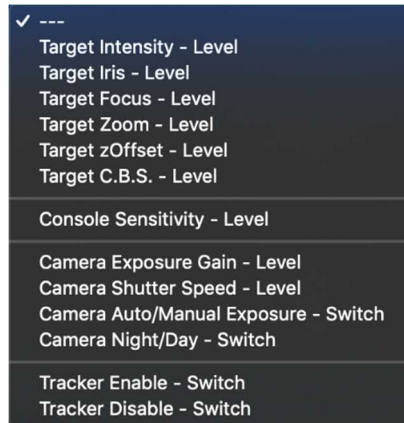 ✓ ---
Target Intensity - Level
Target Iris - Level
Target Focus - Level
Target Zoom - Level
Target zOffset - Level
Target C.B.S. - Level
Console Sensitivity - Level
Camera Exposure Gain - Level
Camera Shutter Speed - Level
Camera Auto/Manual Exposure - Switch
Camera Night/Day - Switch
Tracker Enable - Switch
Tracker Disable - Switch